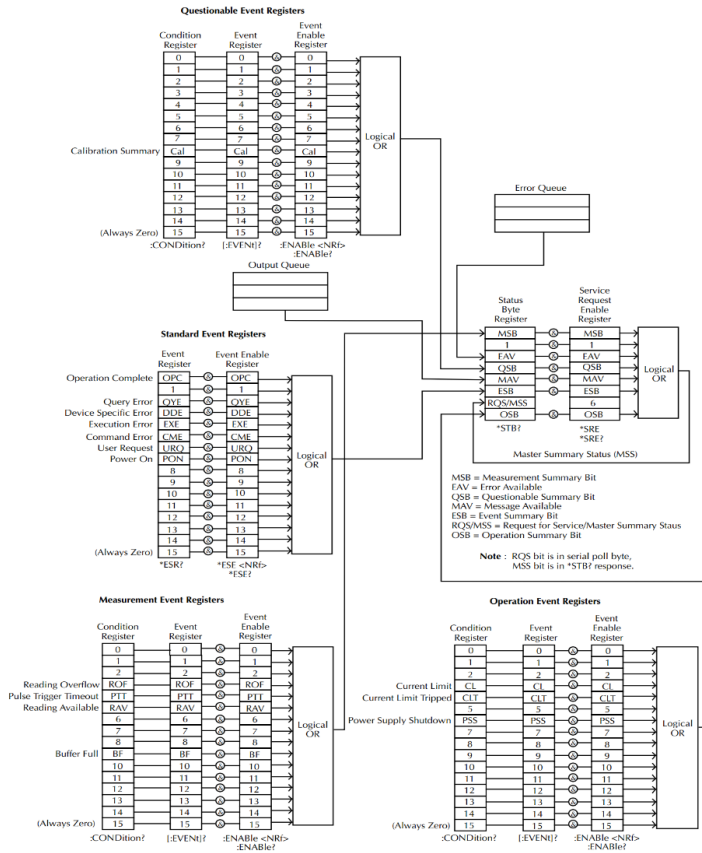 Questionable Event Registers
Condition Register
Event Register
Event Enable Register
0 0 & 0
1 1 & 1
2 2 & 2
3 3 & 3
4 4 & 4
5 5 & 5
6 6 & 6
7 7 & 7
Logical OR
Calibration Summary Cal Cal & Cal
9 9 & 9
10 10 & 10
11 11 & 11
12 12 & 12
13 13 & 13
14 14 & 14
(Always Zero) 15 15 & 15
:CONDition? [:EVENt]? :ENABle <NRf>
:ENABle?
Error Queue
Output Queue
Status Byte Register
Service Request Enable Register
MSB & MSB
1 & 1
EAV & EAV
QSB & QSB
MAV & MAV
ESB & ESB
RQS/MSS 6
OSB & OSB
Logical OR
*STB? *SRE
*SRE?
Master Summary Status (MSS)
MSB = Measurement Summary Bit
EAV = Error Available
QSB = Questionable Summary Bit
MAV = Message Available
ESB = Event Summary Bit
RQS/MSS = Request for Service/Master Summary Staus
OSB = Operation Summary Bit
Note : RQS bit is in serial poll byte,
MSS bit is in *STB? response.
Standard Event Registers
Event Register
Event Enable Register
Operation Complete OPC & OPC
1 & 1
Query Error QYE & QYE
Device Specific Error DDE & DDE
Execution Error EXE & EXE
Command Error CME & CME
User Request URQ & URQ
Power On PON & PON
8 & 8
9 & 9
10 & 10
11 & 11
12 & 12
13 & 13
14 & 14
(Always Zero) 15 & 15
Logical OR
*ESR? *ESE <NRf>
*ESE?
Measurement Event Registers
Condition Register
Event Register
Event Enable Register
0 0 & 0
1 1 & 1
2 2 & 2
Reading Overflow ROF ROF & ROF
Pulse Trigger Timeout PTT PTT & PTT
Reading Available RAV RAV & RAV
6 6 & 6
7 7 & 7
8 8 & 8
Buffer Full BF BF & BF
10 10 & 10
11 11 & 11
12 12 & 12
13 13 & 13
14 14 & 14
(Always Zero) 15 15 & 15
Logical OR
:CONDition? [:EVENt]? :ENABle <NRf>
:ENABle?
Operation Event Registers
Condition Register
Event Register
Event Enable Register
0 0 & 0
1 1 & 1
2 2 & 2
Current Limit CL CL & CL
Current Limit Tripped CLT CLT & CLT
5 5 & 5
Power Supply Shutdown PSS PSS & PSS
7 7 & 7
8 8 & 8
9 9 & 9
10 10 & 10
11 11 & 11
12 12 & 12
13 13 & 13
14 14 & 14
(Always Zero) 15 15 & 15
Logical OR
:CONDition? [:EVENt]? :ENABle <NRf>
:ENABle?